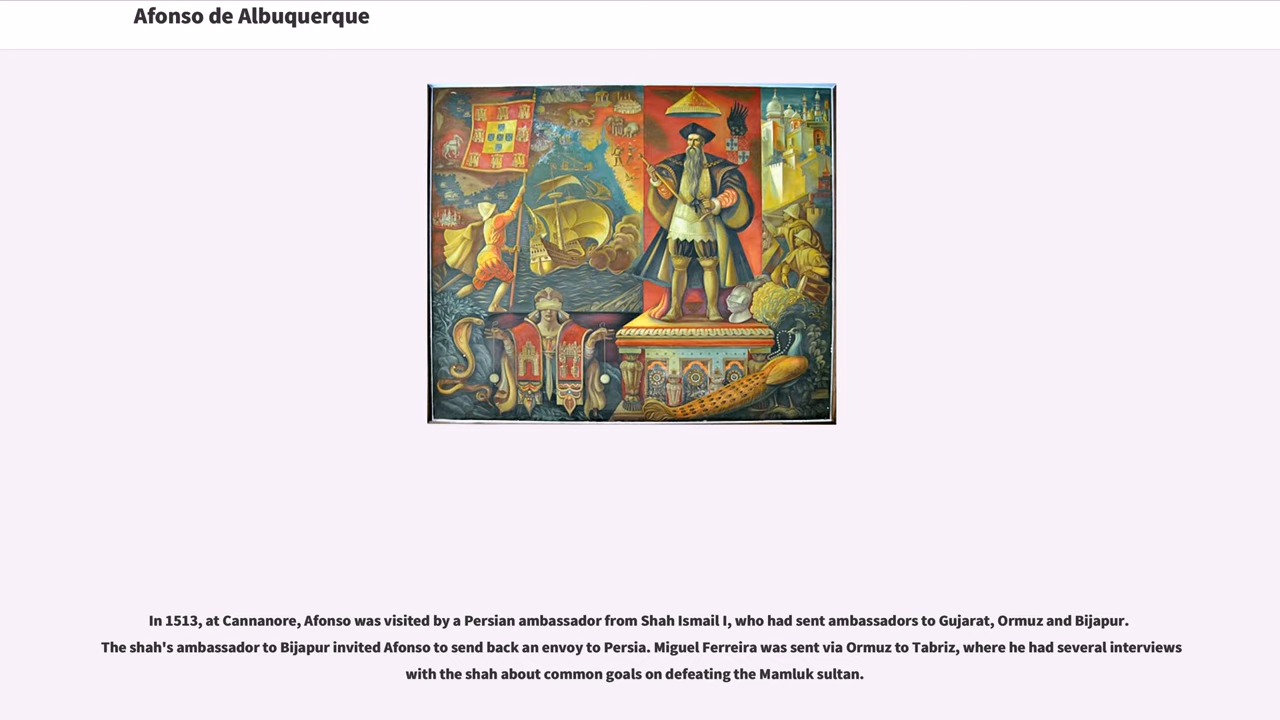 Afonso de Albuquerque
In 1513, at Cannanore, Afonso was visited by a Persian ambassador from Shah Ismail I, who had sent ambassadors to Gujarat, Ormuz and Bijapur.
The shah's ambassador to Bijapur invited Afonso to send back an envoy to Persia. Miguel Ferreira was sent via Ormuz to Tabriz, where he had several interviews
with the shah about common goals on defeating the Mamluk sultan.